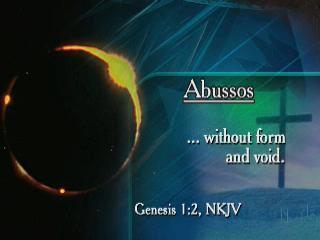 Abussos
... without form
and void.
Genesis 1:2, NKJV